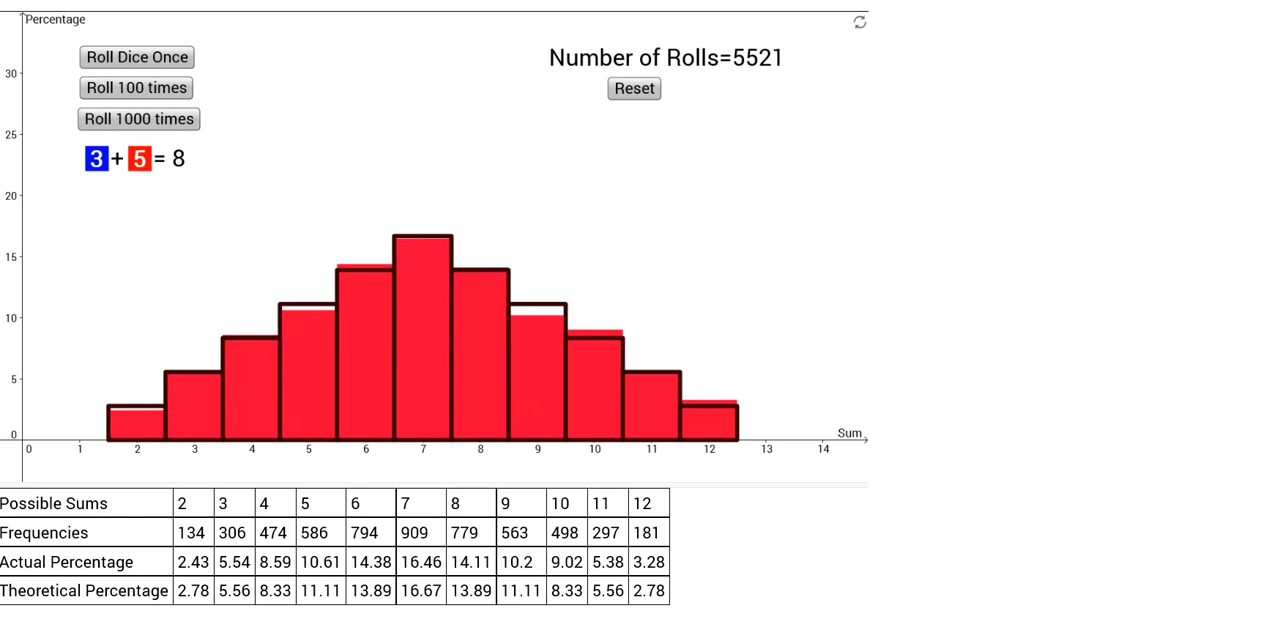 Percentage
Roll Dice Once
Number of Rolls=5521
Roll 100 times
Reset
Roll 1000 times
3 + 5 = 8
30
25
20
15
10
5
0
Sum
0 1 2 3 4 5 6 7 8 9 10 11 12 13 14
Possible Sums 2 3 4 5 6 7 8 9 10 11 12
Frequencies 134 306 474 586 794 909 779 563 498 297 181
Actual Percentage 2.43 5.54 8.59 10.61 14.38 16.46 14.11 10.2 9.02 5.38 3.28
Theoretical Percentage 2.78 5.56 8.33 11.11 13.89 16.67 13.89 11.11 8.33 5.56 2.78